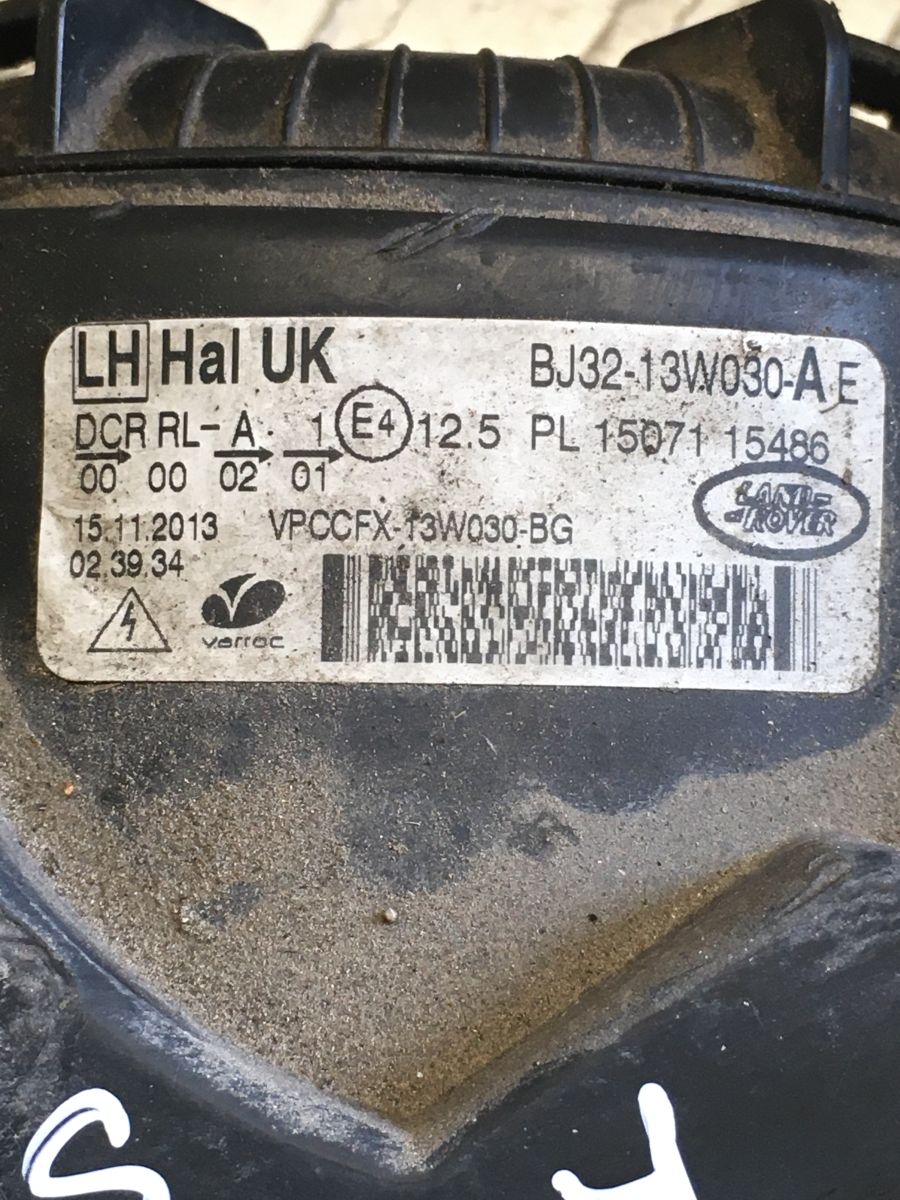 LH Hal UK
BJ32-13W030-A E
DCR RL- A 1 E4 12.5 PL 15071 15486
00 00 02 01
LAND-
ROVER
15.11.2013 VPCCFX-13W030-BG
02.39.34
varroc
S A